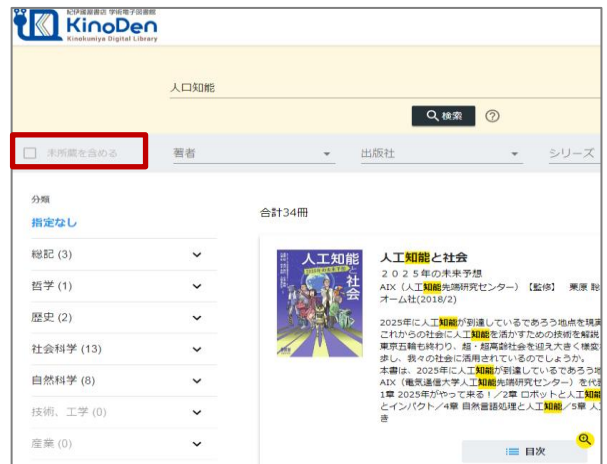 紀伊國屋書店 学術電子図書館
KinoDen
Kinokuniya Digital Library
人口知能
検索 ?
未所蔵を含める 著者 出版社 シリーズ
分類
指定なし
合計34冊
総記 (3)
哲学 (1)
歴史 (2)
社会科学 (13)
自然科学 (8)
技術、工学 (0)
産業 (0)
人工知能と社会
2025年の未来予想
人工知能と社会
2025年の未来予想
AIX（人工知能先端研究センター）【監修】 栗原 聡
オーム社(2018/2)
2025年に人工知能が到達しているであろう地点を現実
これからの社会に人工知能を活かすための技術を解説
東京五輪も終わり、超・超高齢社会を迎え大きく様変
歩し、我々の社会に活用されているのでしょうか。
本書は、2025年に人工知能が到達しているであろう地
AIX（電気通信大学人工知能先端研究センター）を代表
1章 2025年がやって来る！／2章 ロボットと人工知能
とインパクト／4章 自然言語処理と人工知能／5章 人工
き
目次